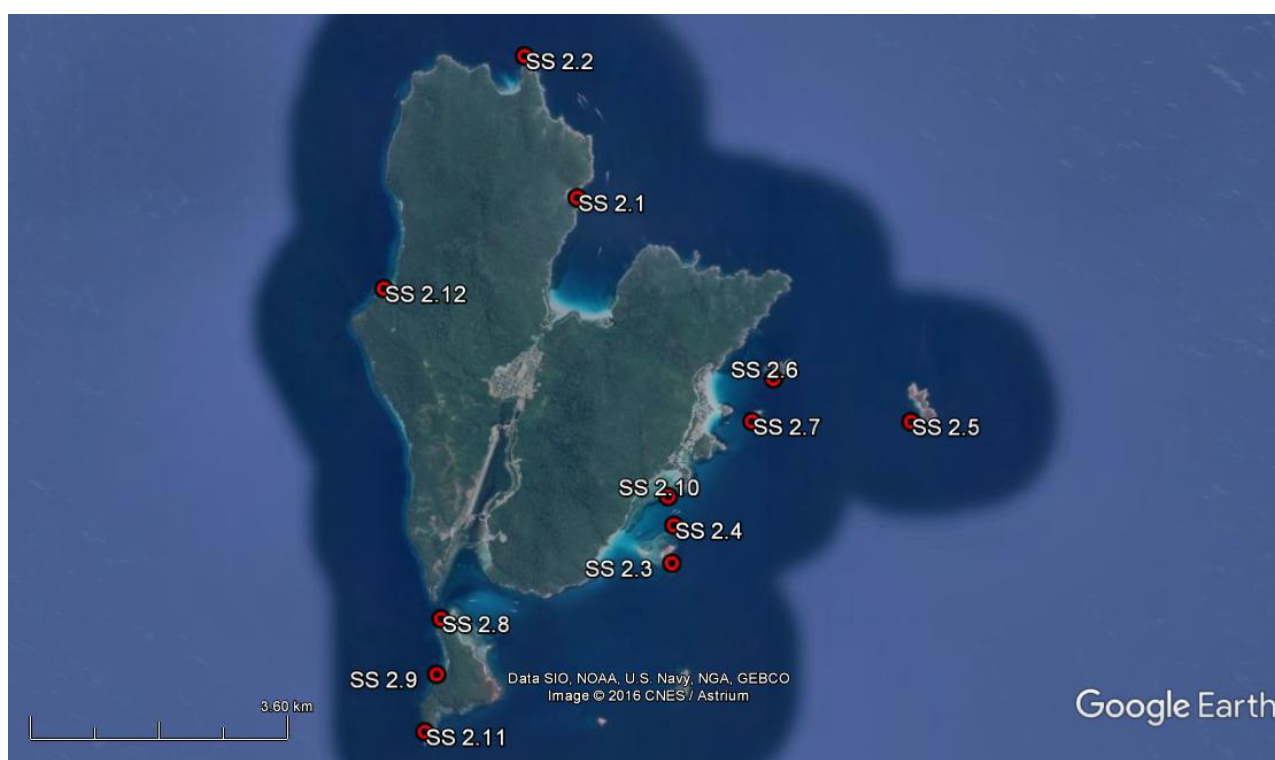 SS 2.2
SS 2.1
SS 2.12
SS 2.6
SS 2.7
SS 2.5
SS 2.10
SS 2.4
SS 2.3
SS 2.8
SS 2.9
Data SIO, NOAA, U.S. Navy, NGA, GEBCO
Image © 2016 CNES / Astrium
3.60 km
Google Earth
SS 2.11